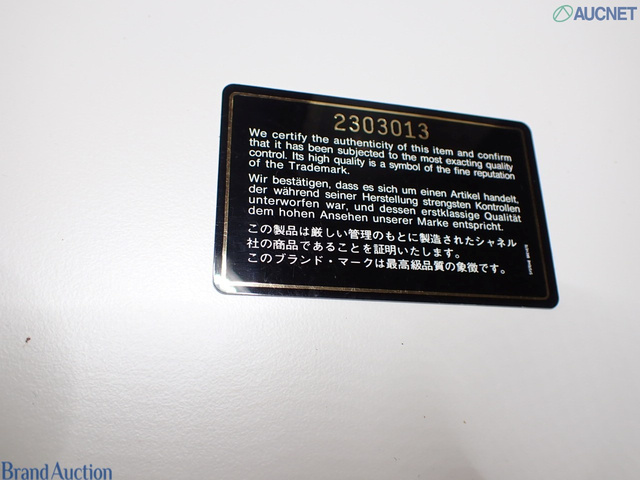 AUCNET
2303013
We certify the authenticity of this item and confirm
that it has been subjected to the most exacting quality
control. Its high quality is a symbol of the fine reputation
of the Trademark.
Wir bestätigen, dass es sich um einen Artikel handelt,
der während seiner Herstellung strengsten Kontrollen
unterworfen war, und dessen erstklassige Qualität
dem hohen Ansehen unserer Marke entspricht.
この製品は厳しい管理のもとに製造されたシャネル
社の商品であることを証明いたします。
このブランド・マークは最高級品質の象徴です。
Brand Auction